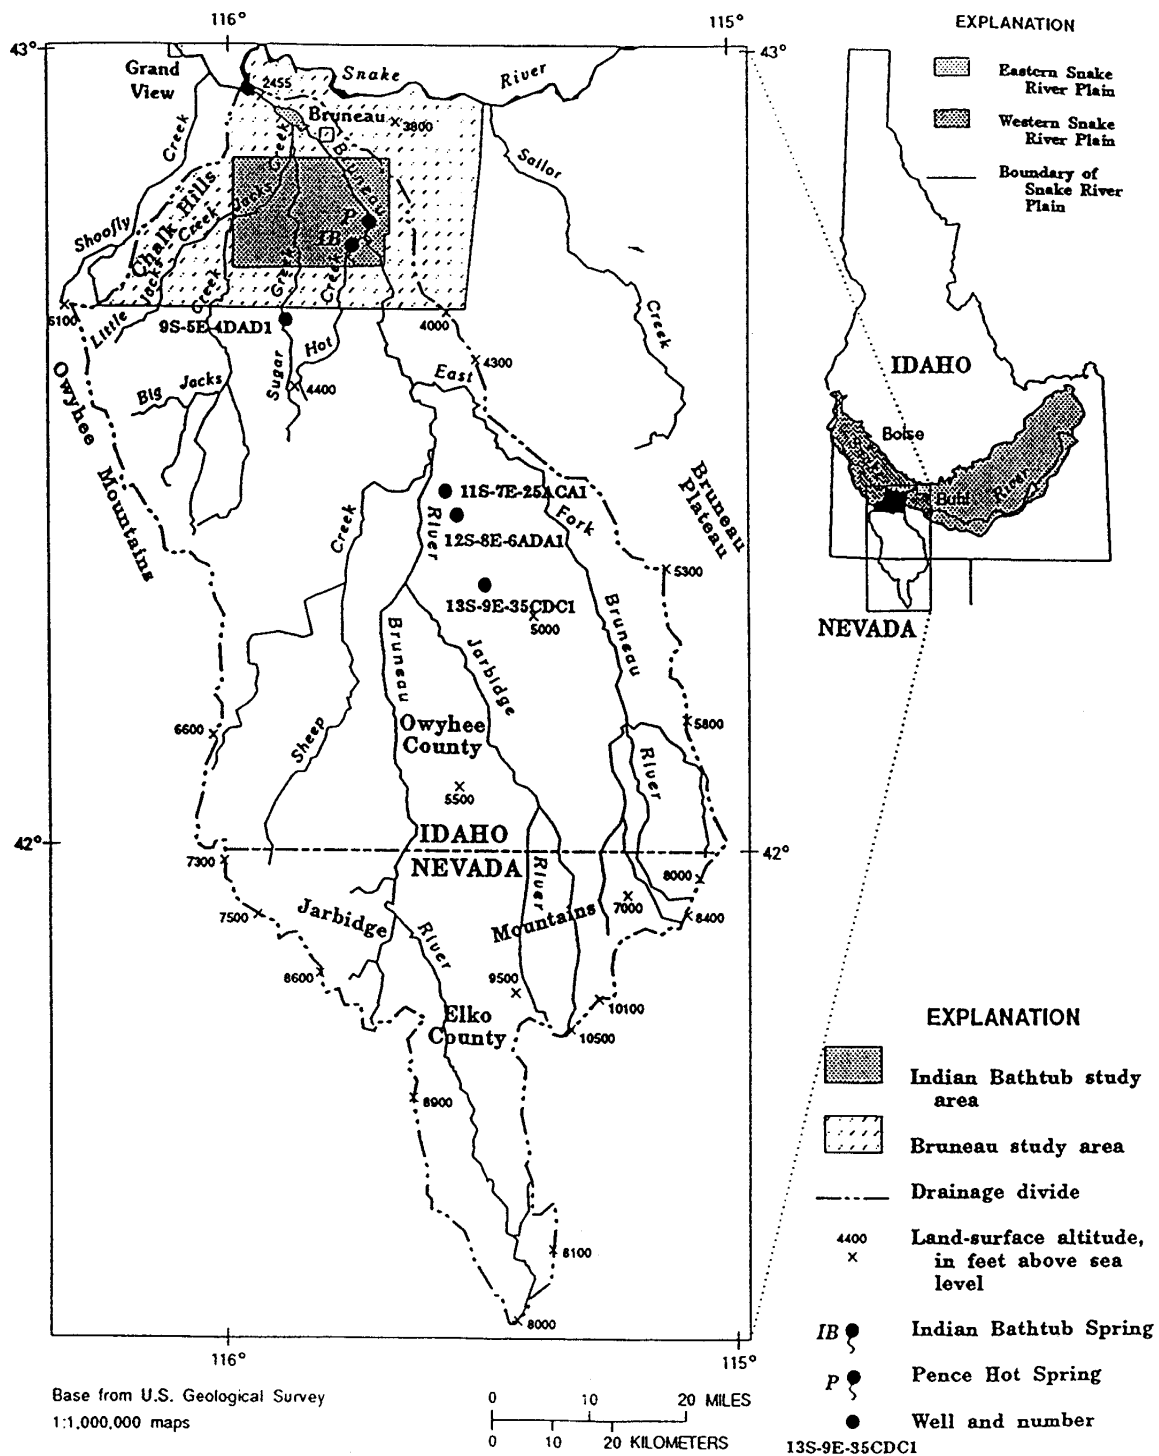 116°
115°
43°
43°
EXPLANATION
Eastern Snake
River Plain
Western Snake
River Plain
Boundary of
Snake River
Plain
Grand
View
2455
Snake
River
Bruneau
3800
Creek
Creek
Bruneau
Sailor
Shoofly
Chalk Hills
Jacks
Creek
P
IB
Jacks
Creek
Creek
Creek
Creek
5100
Little
9S-5E-4DAD1
4000
Sugar
Hot
4300
4400
East
Big Jacks
Owyhee
Mountains
IDAHO
Boise
Buhl
River
NEVADA
Bruneau
Plateau
11S-7E-25ACA1
12S-8E-6ADA1
Fork
Creek
River
5300
13S-9E-35CDC1
5000
Bruneau
Bruneau
Jarbidge
6600
Sheep
Owyhee
County
5800
River
5500
42°
42°
IDAHO
NEVADA
7300
8000
River
7500
Jarbidge
Mountains
7000
8400
River
8600
9500
10100
Elko
County
10500
8900
8100
8000
116°
115°
EXPLANATION
Indian Bathtub study
area
Bruneau study area
Drainage divide
4400
Land-surface altitude,
in feet above sea
level
IB
Indian Bathtub Spring
P
Pence Hot Spring
Well and number
13S-9E-35CDC1
Base from U.S. Geological Survey
1:1,000,000 maps
0 10 20 MILES
0 10 20 KILOMETERS